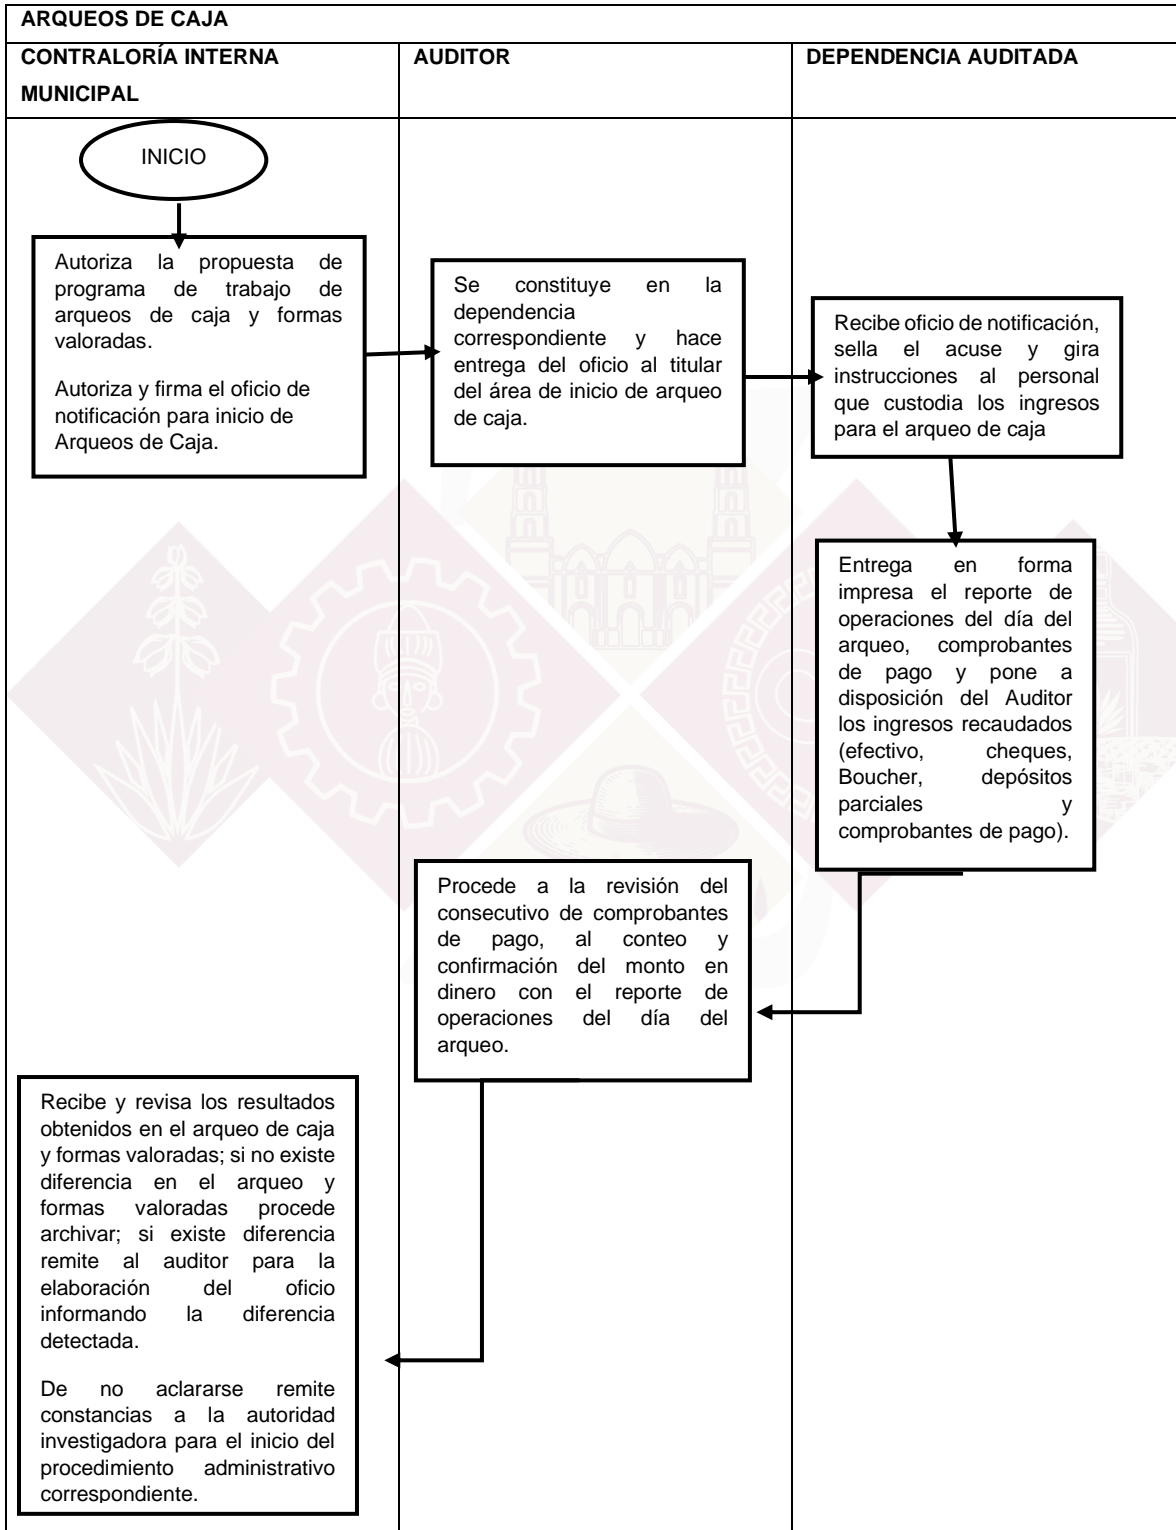 ARQUEOS DE CAJA
CONTRALORÍA INTERNA
MUNICIPAL
AUDITOR
DEPENDENCIA AUDITADA
INICIO
Autoriza la propuesta de
programa de trabajo de
arqueos de caja y formas
valoradas.
Autoriza y firma el oficio de
notificación para inicio de
Arqueos de Caja.
Se constituye en la
dependencia
correspondiente y hace
entrega del oficio al titular
del área de inicio de arqueo
de caja.
Recibe oficio de notificación,
sella el acuse y gira
instrucciones al personal
que custodia los ingresos
para el arqueo de caja
Entrega en forma
impresa el reporte de
operaciones del día del
arqueo, comprobantes
de pago y pone a
disposición del Auditor
los ingresos recaudados
(efectivo, cheques,
Boucher, depósitos
parciales y
comprobantes de pago).
Procede a la revisión del
consecutivo de comprobantes
de pago, al conteo y
confirmación del monto en
dinero con el reporte de
operaciones del día del
arqueo.
Recibe y revisa los resultados
obtenidos en el arqueo de caja
y formas valoradas; si no existe
diferencia en el arqueo y
formas valoradas procede
archivar; si existe diferencia
remite al auditor para la
elaboración del oficio
informando la diferencia
detectada.
De no aclararse remite
constancias a la autoridad
investigadora para el inicio del
procedimiento administrativo
correspondiente.